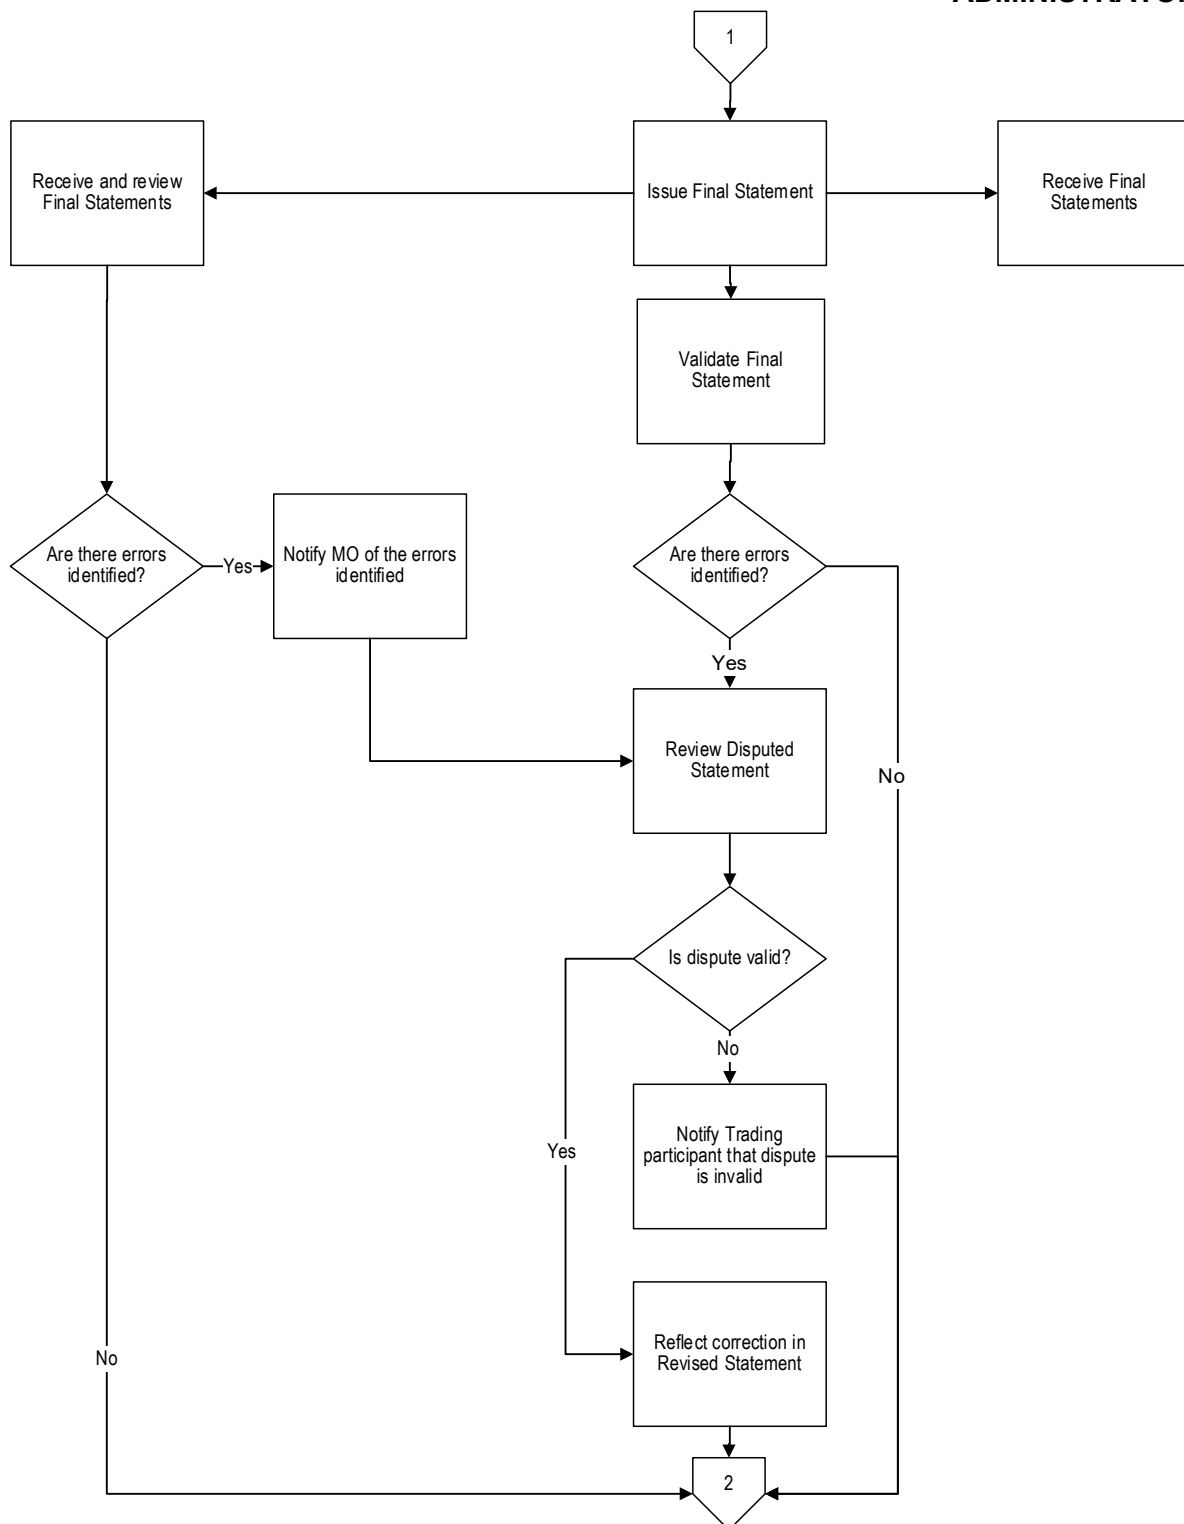 1
Receive and review
Final Statements
Issue Final Statement
Receive Final
Statements
Validate Final
Statement
Are there errors
identified?
Yes
Notify MO of the errors
identified
Are there errors
identified?
Yes
Review Disputed
Statement
No
Is dispute valid?
No
Yes
Notify Trading
participant that dispute
is invalid
No
Reflect correction in
Revised Statement
2